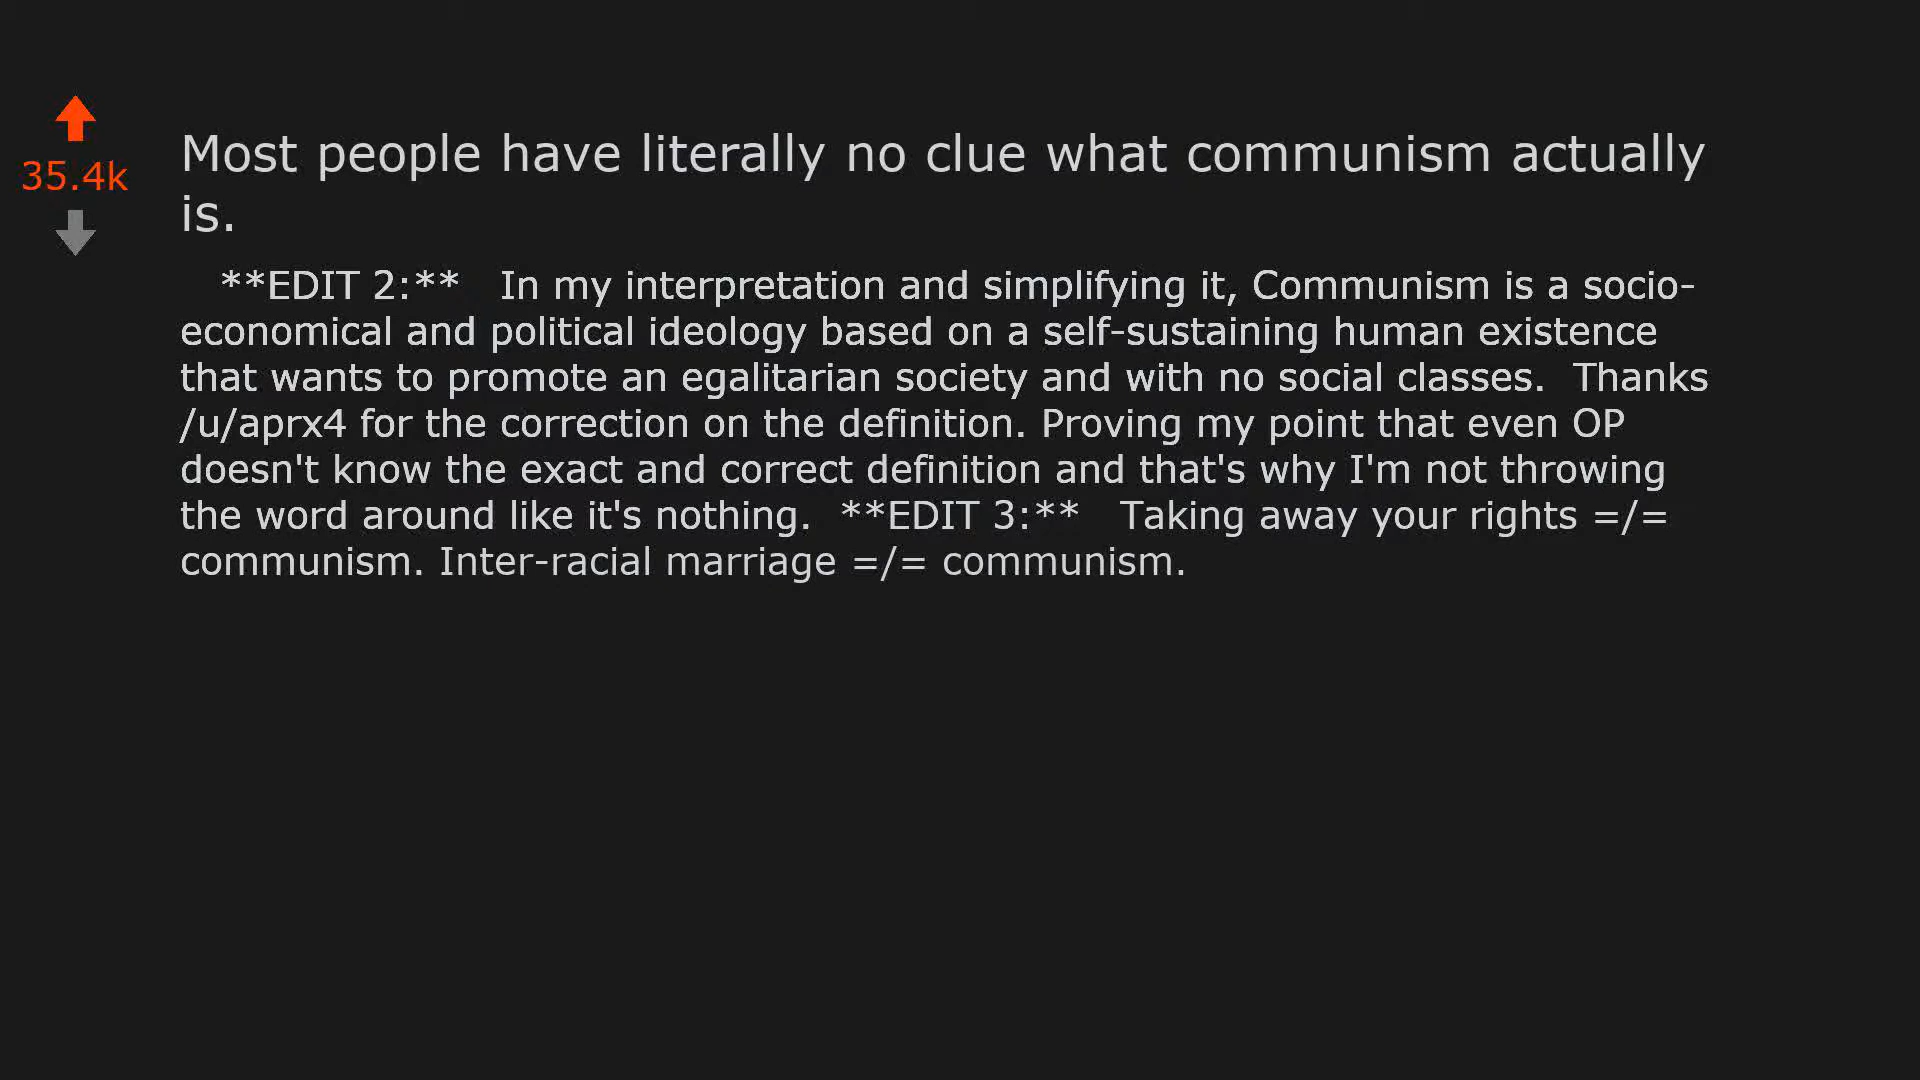 35.4k
Most people have literally no clue what communism actually
is.
**EDIT 2:** In my interpretation and simplifying it, Communism is a socio-
economical and political ideology based on a self-sustaining human existence
that wants to promote an egalitarian society and with no social classes. Thanks
/u/aprx4 for the correction on the definition. Proving my point that even OP
doesn't know the exact and correct definition and that's why I'm not throwing
the word around like it's nothing. **EDIT 3:** Taking away your rights =/=
communism. Inter-racial marriage =/= communism.